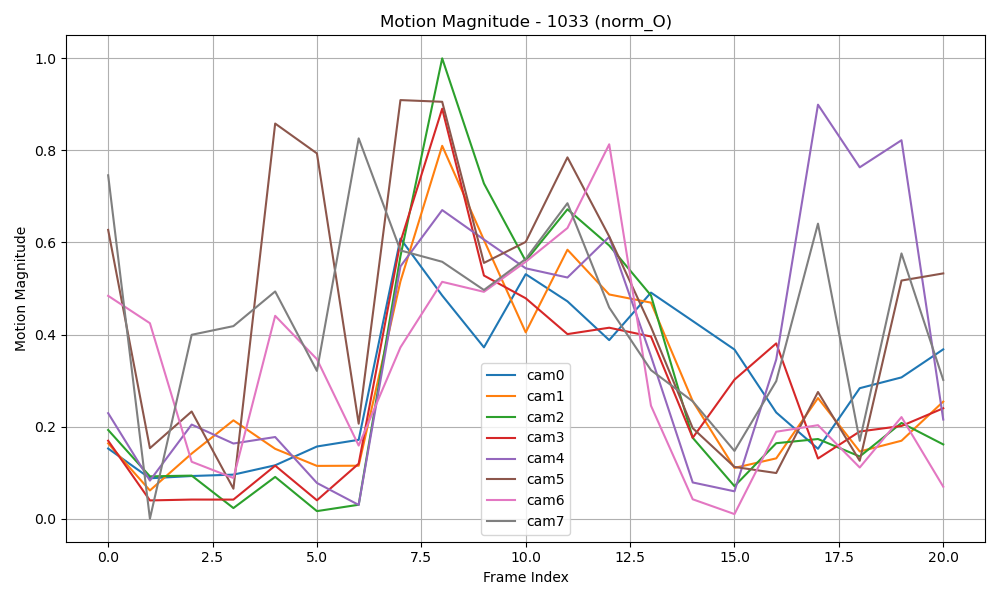 Motion Magnitude - 1033 (norm_O)
Motion Magnitude
1.0
0.8
0.6
0.4
0.2
0.0
cam0
cam1
cam2
cam3
cam4
cam5
cam6
cam7
0.0 2.5 5.0 7.5 10.0 12.5 15.0 17.5 20.0
Frame Index